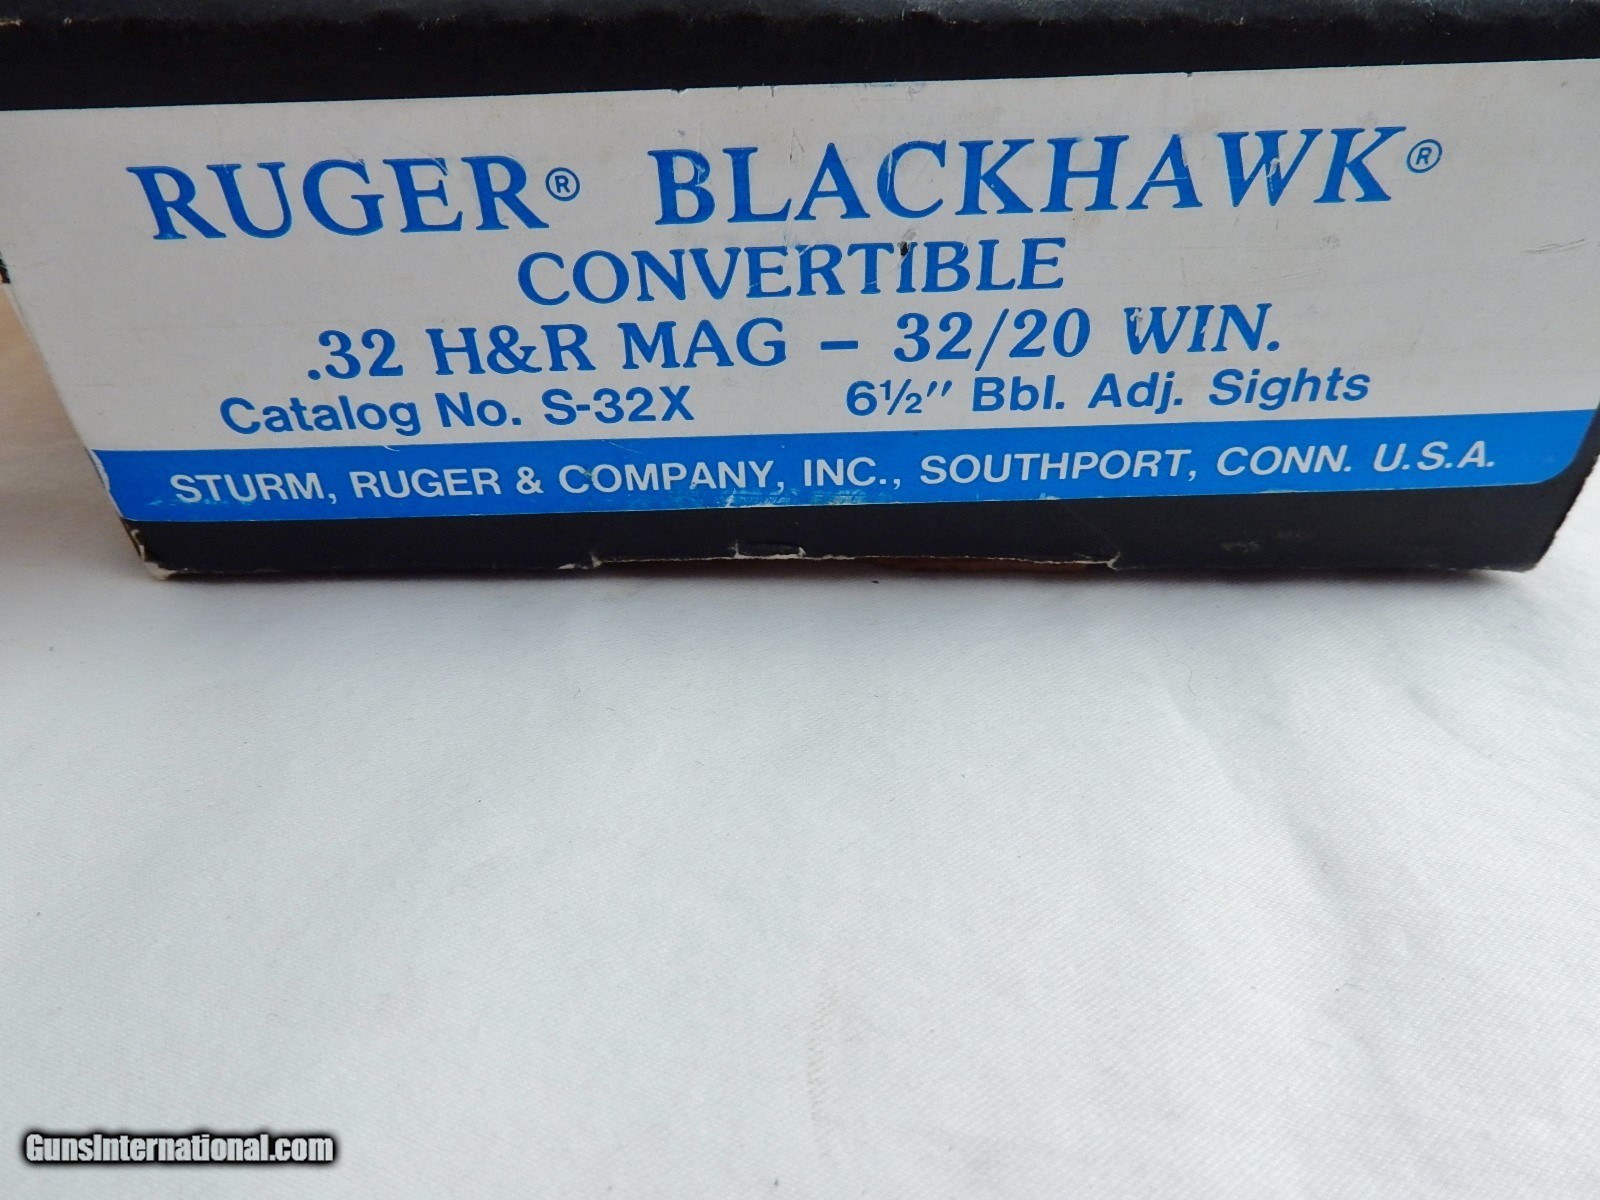 RUGER® BLACKHAWK®
CONVERTIBLE
.32 H&R MAG – 32/20 WIN.
Catalog No. S-32X 6½" Bbl. Adj. Sights
STURM, RUGER & COMPANY, INC., SOUTHPORT, CONN. U.S.A.
GunsInternational.com